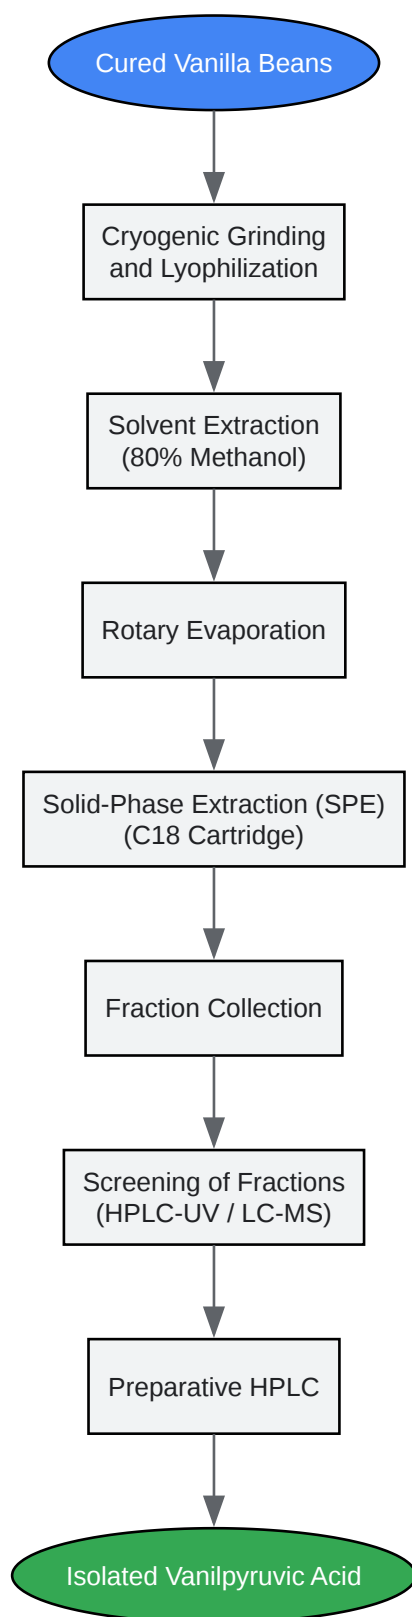 Cured Vanilla Beans
Cryogenic Grinding
and Lyophilization
Solvent Extraction
(80% Methanol)
Rotary Evaporation
Solid-Phase Extraction (SPE)
(C18 Cartridge)
Fraction Collection
Screening of Fractions
(HPLC-UV / LC-MS)
Preparative HPLC
Isolated Vanilpyruvic Acid